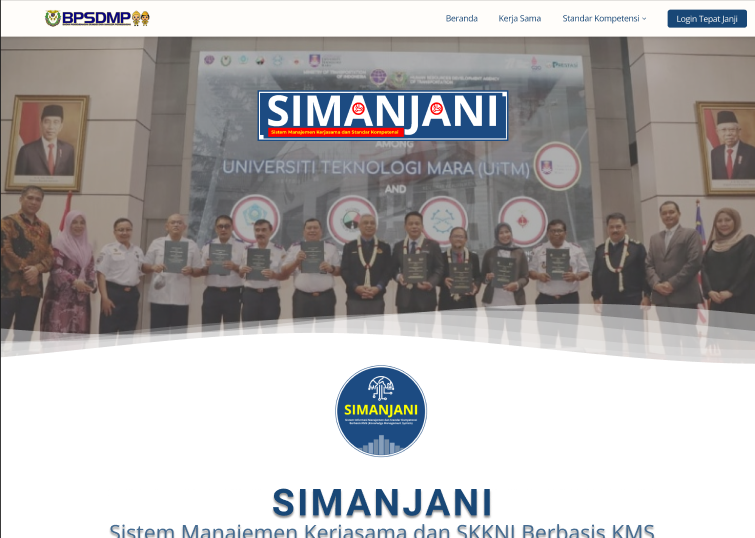 BPSDMP
Beranda
Kerja Sama
Standar Kompetensi
Login Tepat Janji
SIMANJANI
Sistem Manajemen Kerjasama dan Standar Kompetensi
AMONG
UNIVERSITI TEKNOLOGI MARA (UiTM)
AND
SIMANJANI
SIMANJANI
Sistem Manajemen Kerjasama dan SKKNI Berbasis KMS